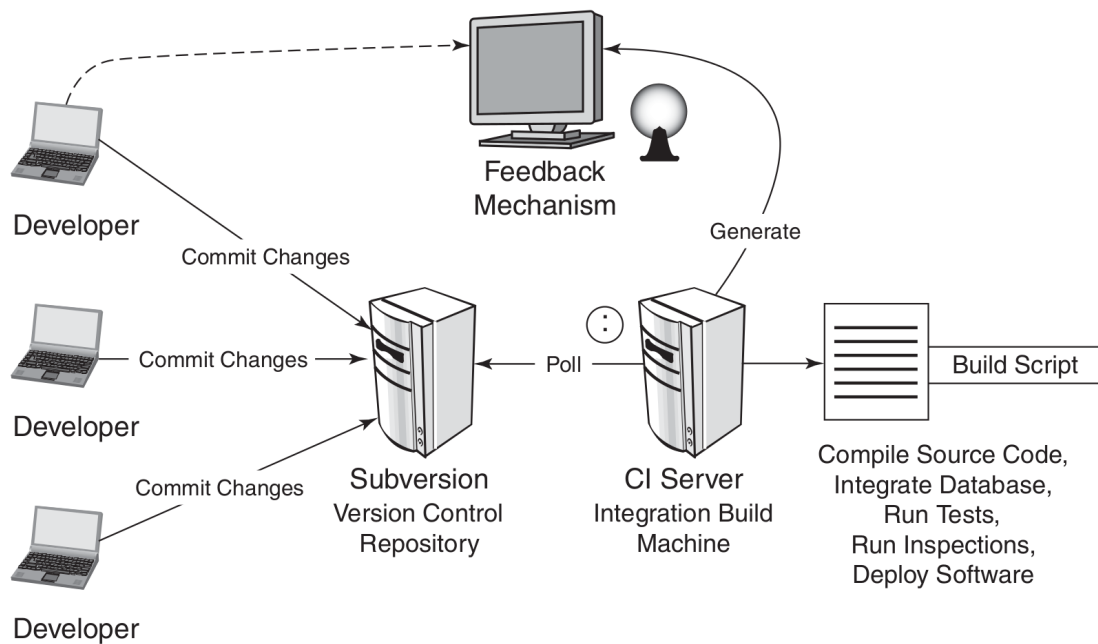 Feedback
Mechanism
Developer
Generate
Commit Changes
:
Commit Changes
Poll
Build Script
Developer
Subversion
Version Control
Repository
CI Server
Integration Build
Machine
Compile Source Code,
Integrate Database,
Run Tests,
Run Inspections,
Deploy Software
Commit Changes
Developer